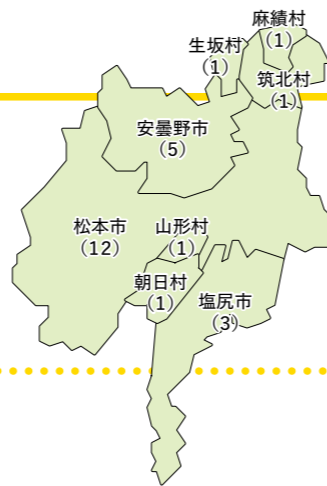 麻績村
（1）
生坂村
（1）
筑北村
（1）
安曇野市
（5）
松本市
（12）
山形村
（1）
朝日村
（1）
塩尻市
（3）